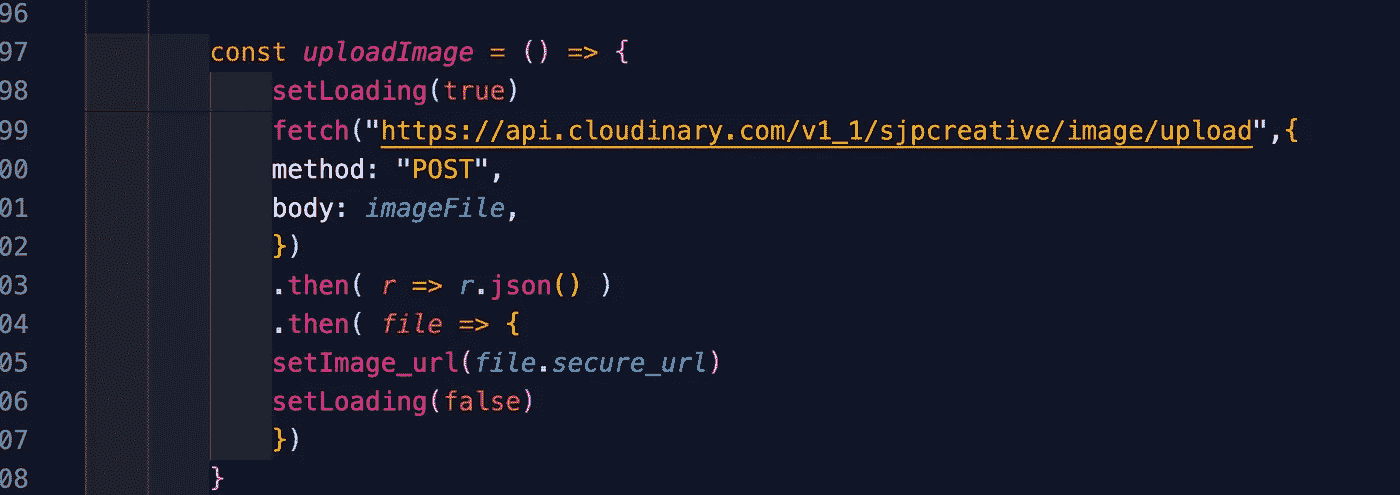 96
97 const uploadImage = () => {
98 setLoading(true)
99 fetch("https://api.cloudinary.com/v1_1/sjpcreative/image/upload",{
00 method: "POST",
01 body: imageFile,
02 })
03 .then( r => r.json() )
04 .then( file => {
05 setImage_url(file.secure_url)
06 setLoading(false)
07 })
08 }